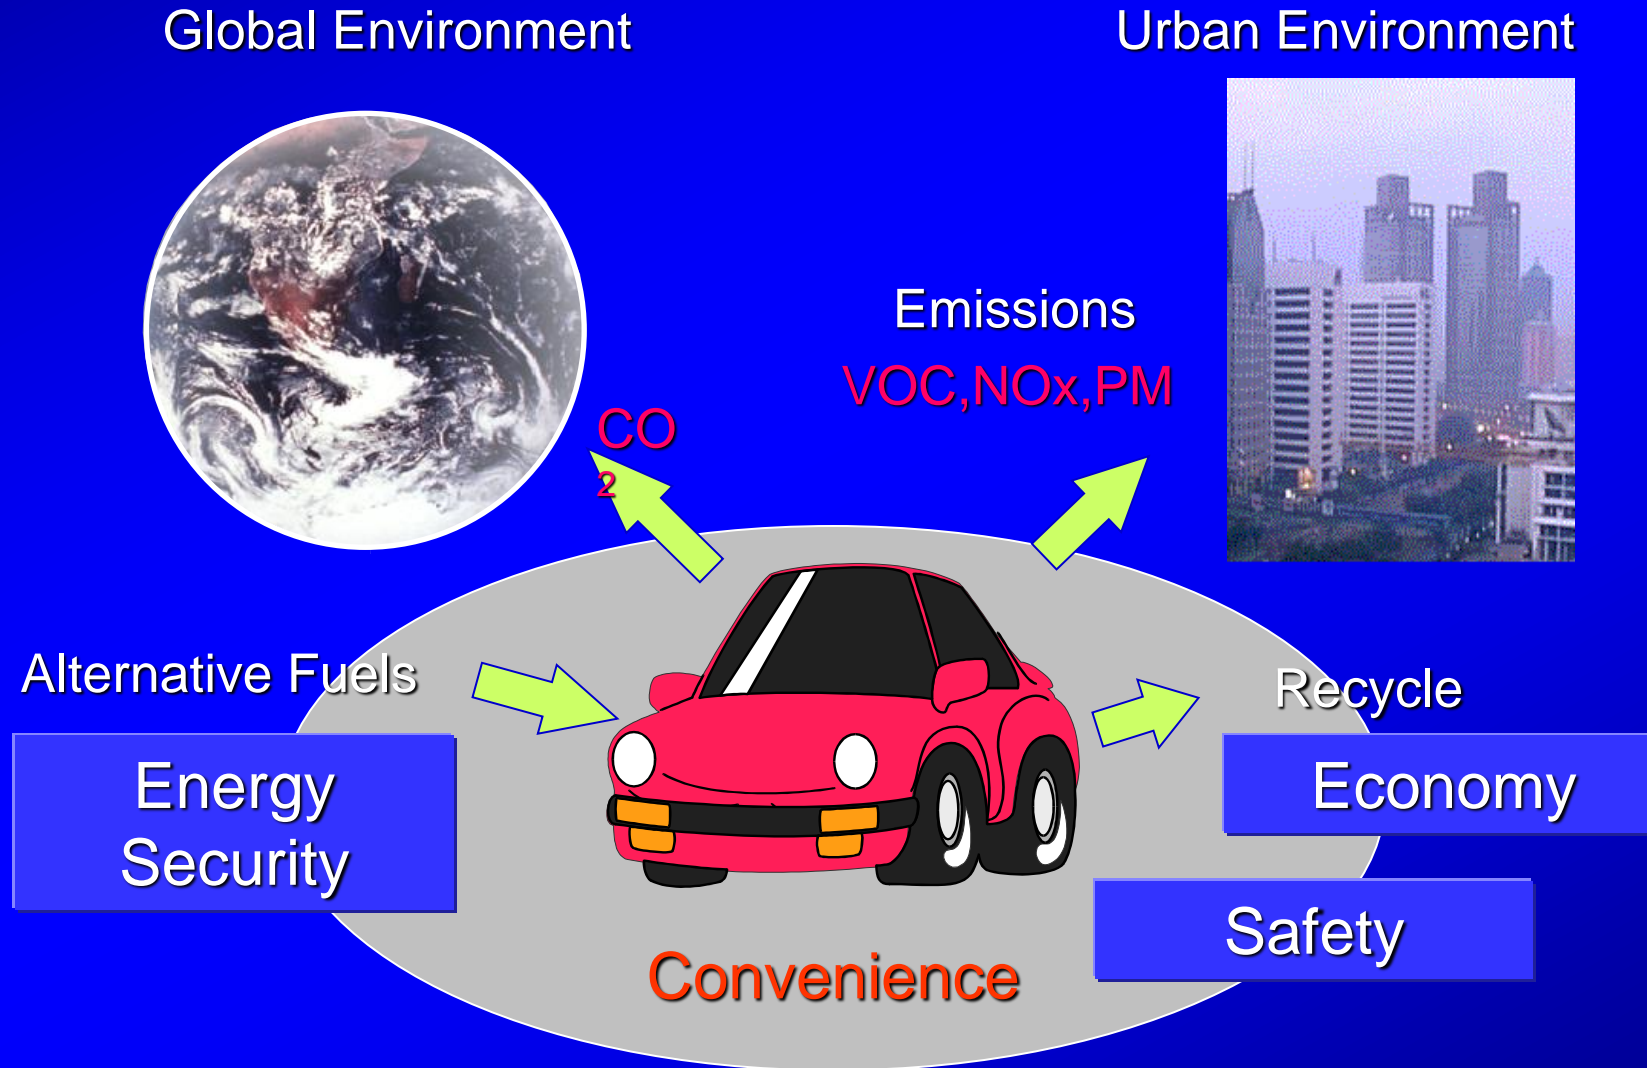 Global Environment
Urban Environment
Emissions
VOC,NOx,PM
CO
2
Alternative Fuels
Recycle
Energy
Security
Economy
Safety
Convenience